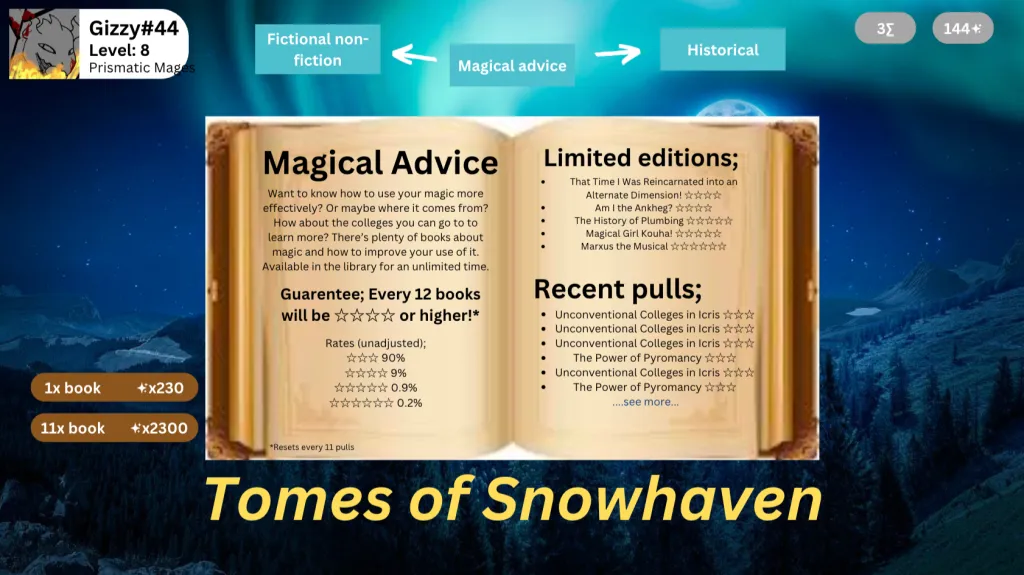 Gizzy#44
Level: 8
Prismatic Mages
Fictional non-
fiction
Magical advice
Historical
3Σ
144✦
Magical Advice
Want to know how to use your magic more
effectively? Or maybe where it comes from?
How about the colleges you can go to to
learn more? There's plenty of books about
magic and how to improve your use of it.
Available in the library for an unlimited time.
Guarentee; Every 12 books
will be ☆☆☆☆ or higher!*
Rates (unadjusted);
☆☆☆ 90%
☆☆☆☆ 9%
☆☆☆☆☆ 0.9%
☆☆☆☆☆☆ 0.2%
*Resets every 11 pulls
Limited editions;
• That Time I Was Reincarnated into an
Alternate Dimension! ☆☆☆☆
• Am I the Ankheg? ☆☆☆☆
• The History of Plumbing ☆☆☆☆☆
• Magical Girl Kouha! ☆☆☆☆☆
• Marxus the Musical ☆☆☆☆☆☆
Recent pulls;
• Unconventional Colleges in Icris ☆☆☆
• Unconventional Colleges in Icris ☆☆☆
• Unconventional Colleges in Icris ☆☆☆
• The Power of Pyromancy ☆☆☆
• Unconventional Colleges in Icris ☆☆☆
• The Power of Pyromancy ☆☆☆
....see more...
1x book ✦x230
11x book ✦x2300
Tomes of Snowhaven